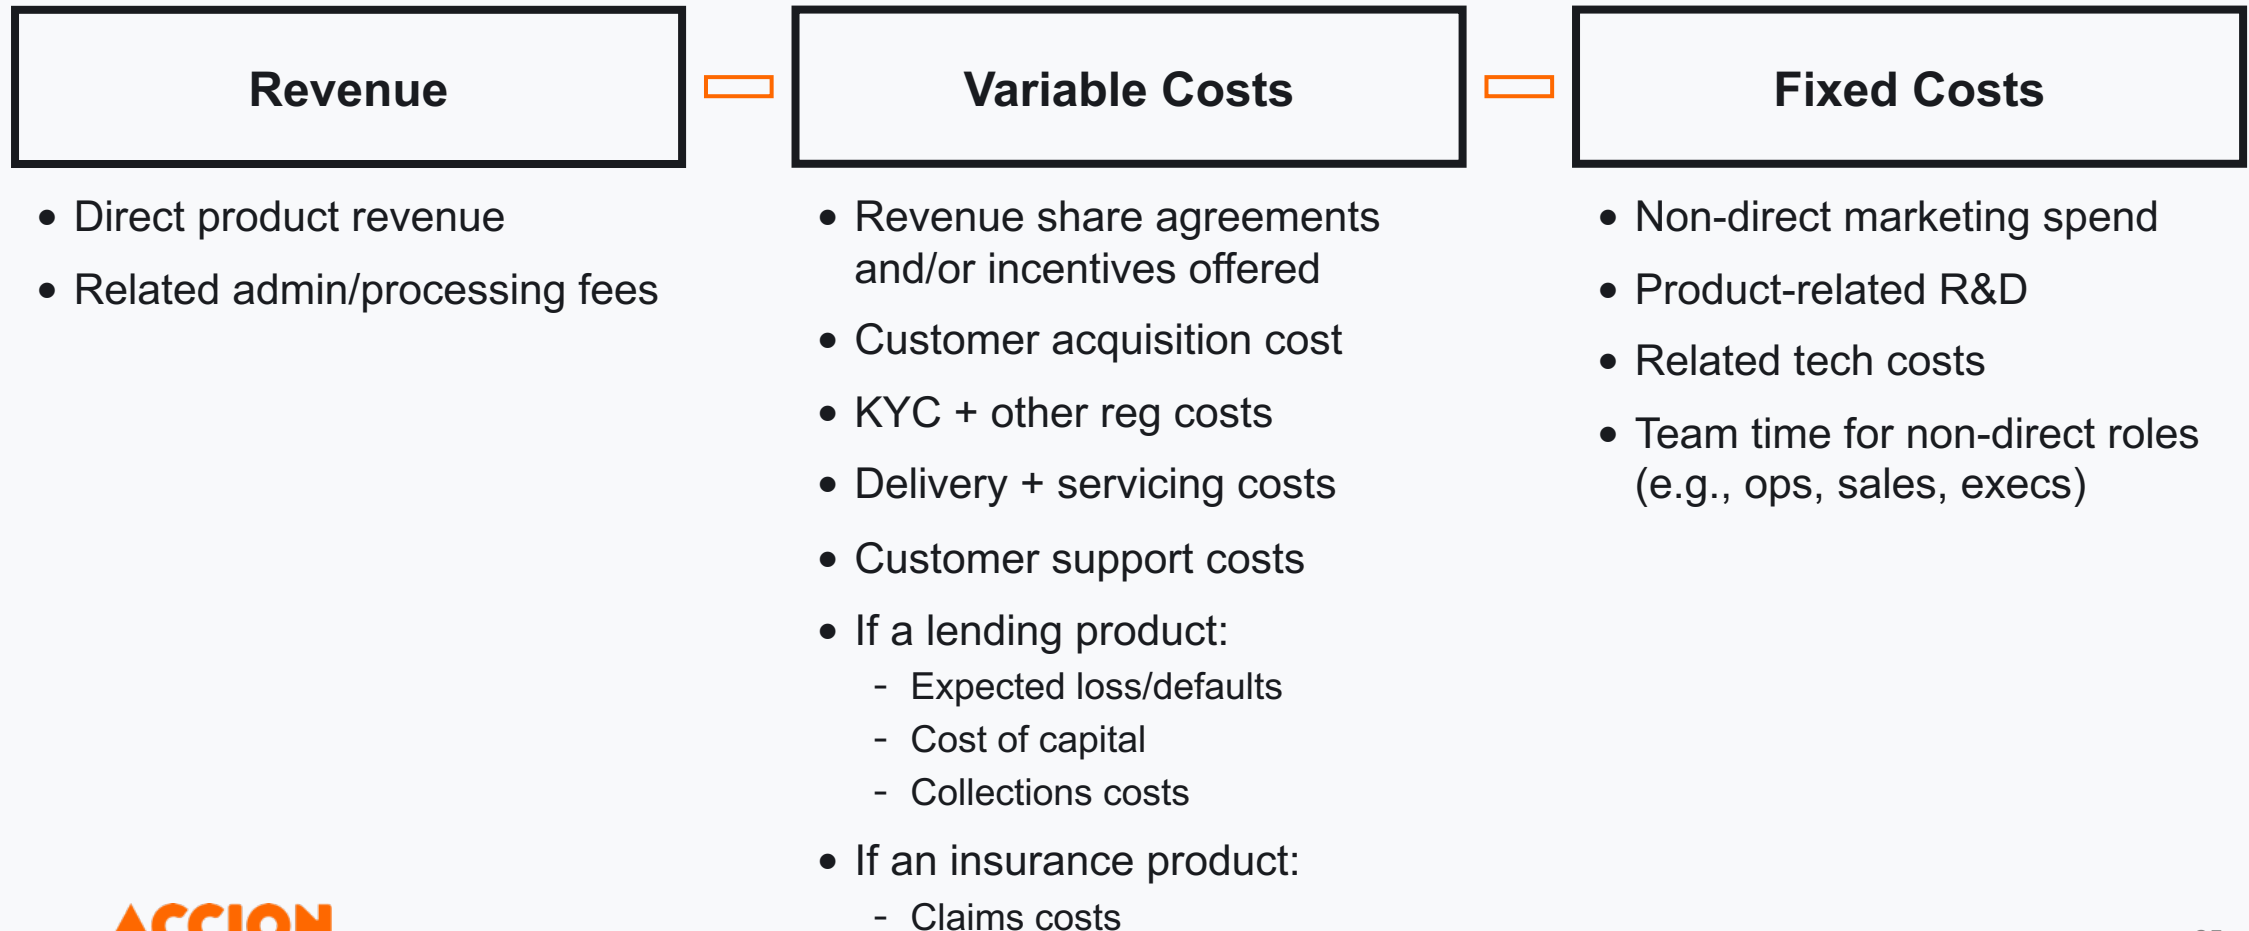 Revenue
Variable Costs
Fixed Costs
• Direct product revenue
• Related admin/processing fees
• Revenue share agreements
and/or incentives offered
• Customer acquisition cost
• KYC + other reg costs
• Delivery + servicing costs
• Customer support costs
• If a lending product:
- Expected loss/defaults
- Cost of capital
- Collections costs
• If an insurance product:
- Claims costs
• Non-direct marketing spend
• Product-related R&D
• Related tech costs
• Team time for non-direct roles
(e.g., ops, sales, execs)
ACCION